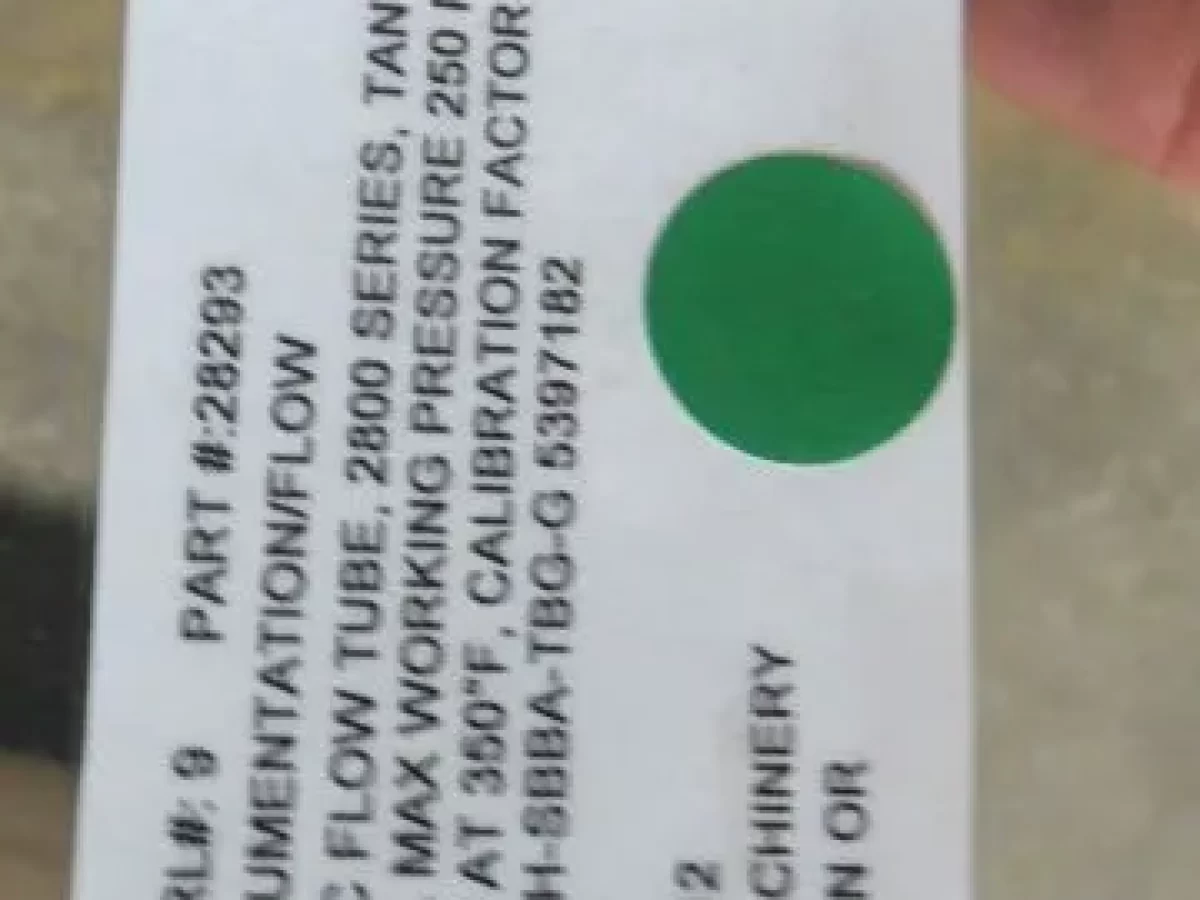 RL#: 9 PART #:28293
UMENTATION/FLOW
C FLOW TUBE, 2800 SERIES, TAN
MAX WORKING PRESSURE 250
AT 350°F, CALIBRATION FACTOR
H-SBBA-TBG-G 5397182
2
CHINERY
N OR